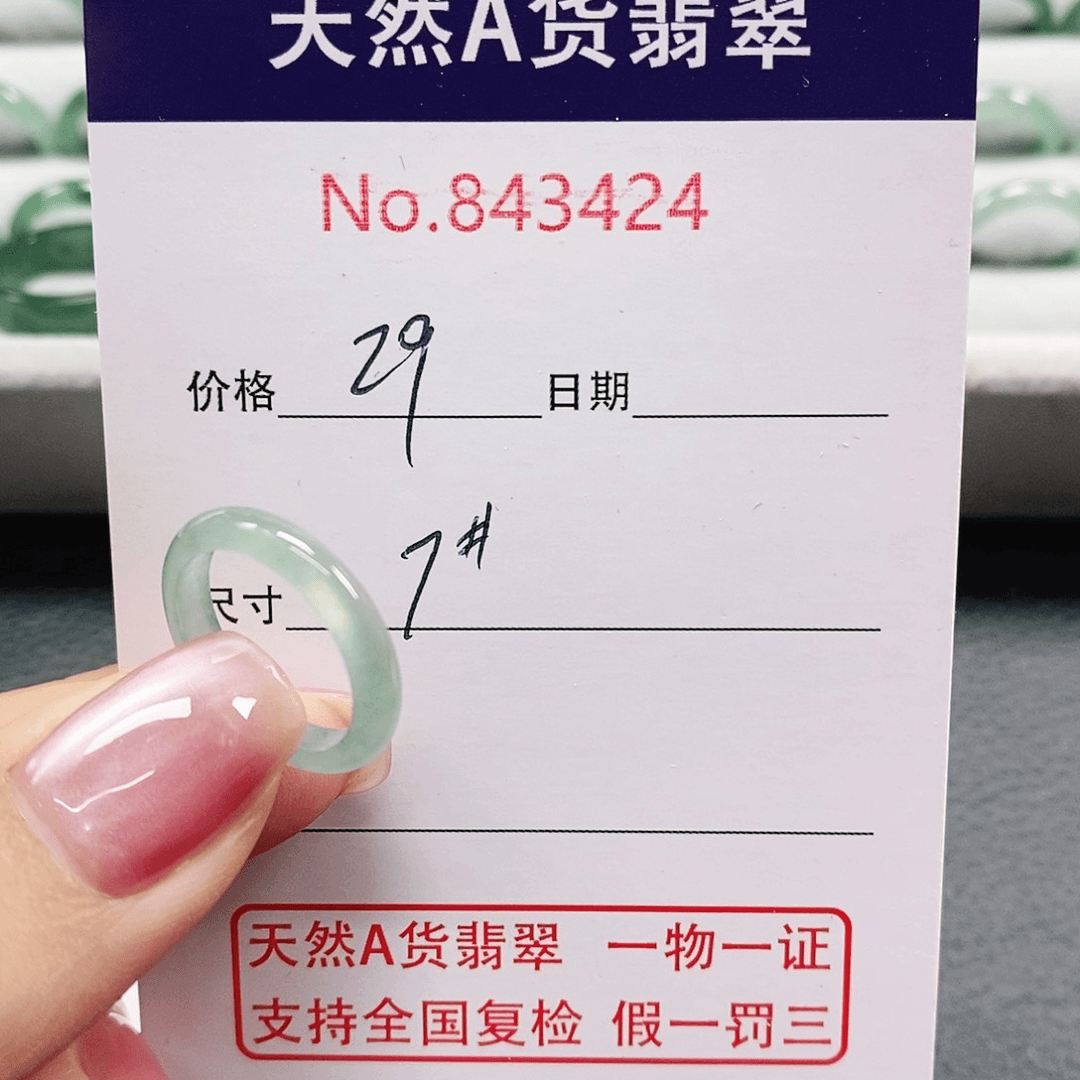 天然A货翡翠
No.843424
价格 29 日期
尺寸 7#
天然A货翡翠 一物一证
支持全国复检 假一罚三